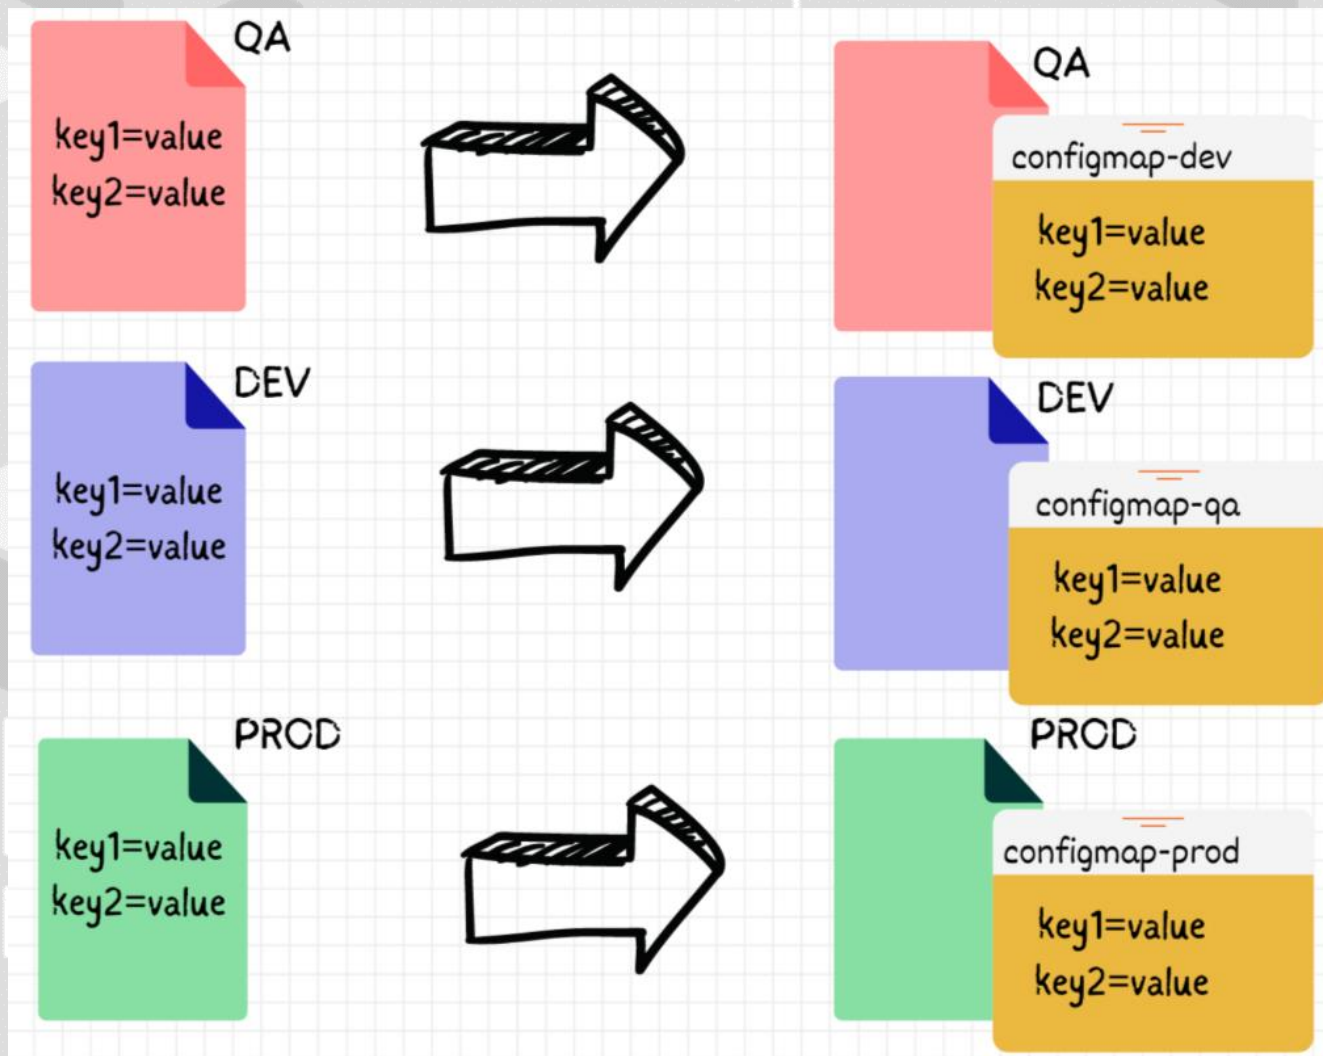 QA
key1=value
key2=value
QA
configmap-dev
key1=value
key2=value
DEV
key1=value
key2=value
DEV
configmap-qa
key1=value
key2=value
PROD
key1=value
key2=value
PROD
configmap-prod
key1=value
key2=value